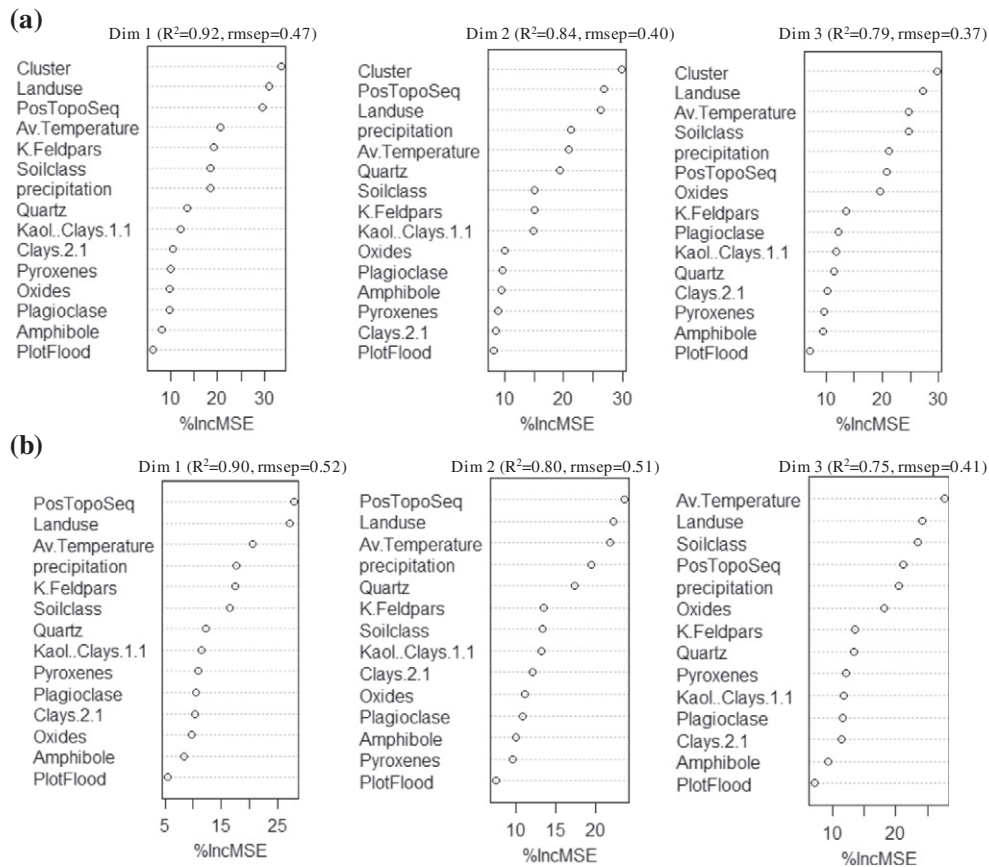 (a)
Dim 1 (R²=0.92, rmsep=0.47)
Cluster
Landuse
PosTopoSeq
Av.Temperature
K.Feldpars
Soilclass
precipitation
Quartz
Kaol..Clays.1.1
Clays.2.1
Pyroxenes
Oxides
Plagioclase
Amphibole
PlotFlood
10 20 30
%IncMSE
Dim 2 (R²=0.84, rmsep=0.40)
Cluster
PosTopoSeq
Landuse
precipitation
Av.Temperature
Quartz
Soilclass
K.Feldpars
Kaol..Clays.1.1
Oxides
Plagioclase
Amphibole
Pyroxenes
Clays.2.1
PlotFlood
10 15 20 25 30
%IncMSE
Dim 3 (R²=0.79, rmsep=0.37)
Cluster
Landuse
Av.Temperature
Soilclass
precipitation
PosTopoSeq
Oxides
K.Feldpars
Plagioclase
Kaol..Clays.1.1
Quartz
Clays.2.1
Pyroxenes
Amphibole
PlotFlood
10 20 30
%IncMSE
(b)
Dim 1 (R²=0.90, rmsep=0.52)
PosTopoSeq
Landuse
Av.Temperature
precipitation
K.Feldpars
Soilclass
Quartz
Kaol..Clays.1.1
Pyroxenes
Plagioclase
Clays.2.1
Oxides
Amphibole
PlotFlood
5 15 25
%IncMSE
Dim 2 (R²=0.80, rmsep=0.51)
PosTopoSeq
Landuse
Av.Temperature
precipitation
Quartz
K.Feldpars
Soilclass
Kaol..Clays.1.1
Clays.2.1
Oxides
Plagioclase
Amphibole
Pyroxenes
PlotFlood
10 15 20
%IncMSE
Dim 3 (R²=0.75, rmsep=0.41)
Av.Temperature
Landuse
Soilclass
PosTopoSeq
precipitation
Oxides
K.Feldpars
Quartz
Pyroxenes
Kaol..Clays.1.1
Plagioclase
Clays.2.1
Amphibole
PlotFlood
10 20
%IncMSE